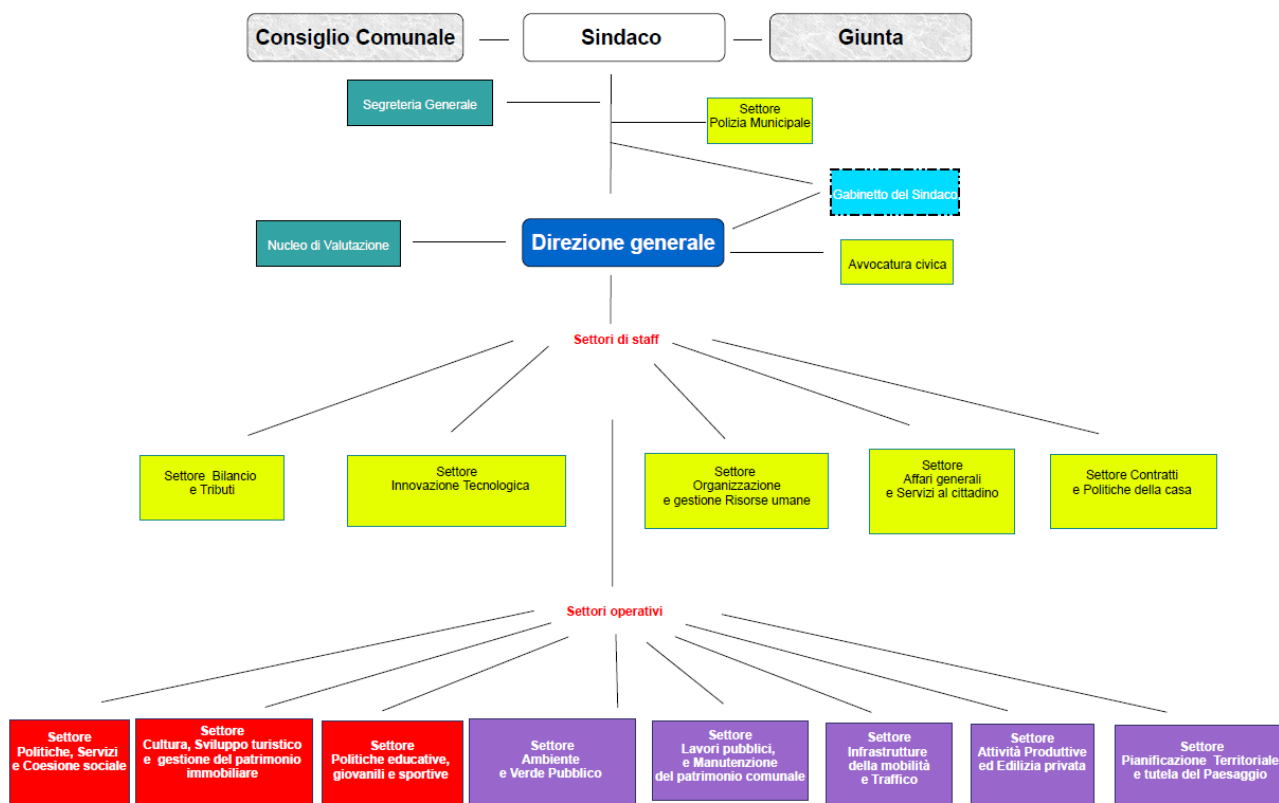 Consiglio Comunale
Sindaco
Giunta
Segreteria Generale
Settore
Polizia Municipale
Gabinetto del Sindaco
Nucleo di Valutazione
Direzione generale
Avvocatura civica
Settori di staff
Settore Bilancio
e Tributi
Settore
Innovazione Tecnologica
Settore
Organizzazione
e gestione Risorse umane
Settore
Affari generali
e Servizi al cittadino
Settore Contratti
e Politiche della casa
Settori operativi
Settore
Politiche, Servizi
e Coesione sociale
Settore
Cultura, Sviluppo turistico
e gestione del patrimonio
immobiliare
Settore
Politiche educative,
giovanili e sportive
Settore
Ambiente
e Verde Pubblico
Settore
Lavori pubblici,
e Manutenzione
del patrimonio comunale
Settore
Infrastrutture
della mobilità
e Traffico
Settore
Attività Produttive
ed Edilizia privata
Settore
Pianificazione Territoriale
e tutela del Paesaggio